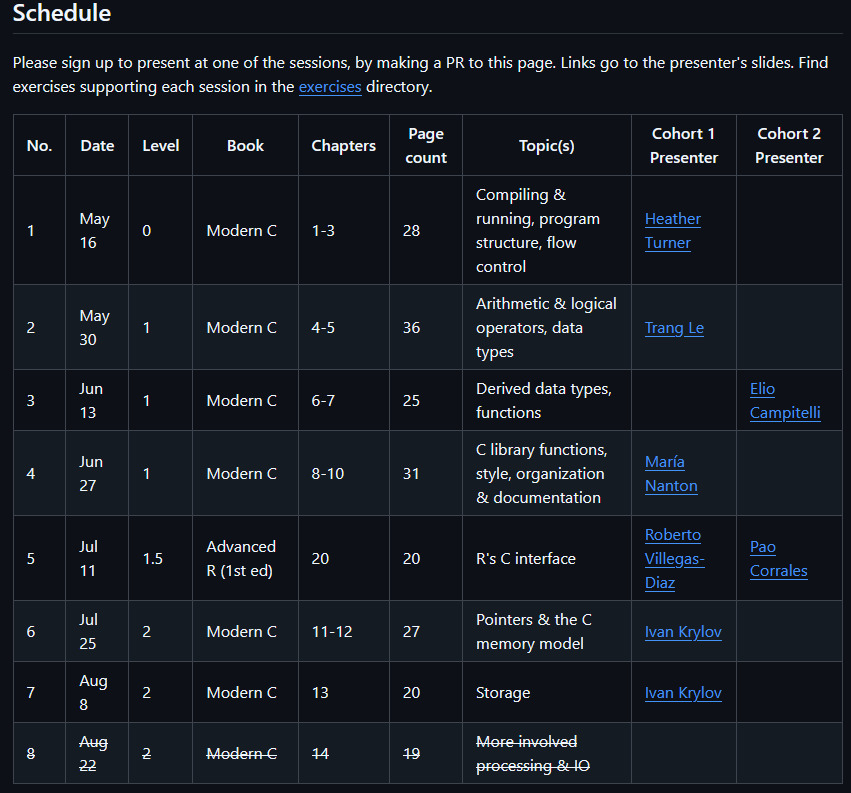 Schedule
Please sign up to present at one of the sessions, by making a PR to this page. Links go to the presenter's slides. Find
exercises supporting each session in the exercises directory.
No. Date Level Book Chapters Page count Topic(s) Cohort 1 Presenter Cohort 2 Presenter
1 May 16 0 Modern C 1-3 28 Compiling & running, program structure, flow control Heather Turner
2 May 30 1 Modern C 4-5 36 Arithmetic & logical operators, data types Trang Le
3 Jun 13 1 Modern C 6-7 25 Derived data types, functions Elio Campitelli
4 Jun 27 1 Modern C 8-10 31 C library functions, style, organization & documentation María Nanton
5 Jul 11 1.5 Advanced R (1st ed) 20 20 R's C interface Roberto Villegas-Diaz Pao Corrales
6 Jul 25 2 Modern C 11-12 27 Pointers & the C memory model Ivan Krylov
7 Aug 8 2 Modern C 13 20 Storage Ivan Krylov
8 Aug 22 2 Modern C 14 19 More involved processing & IO